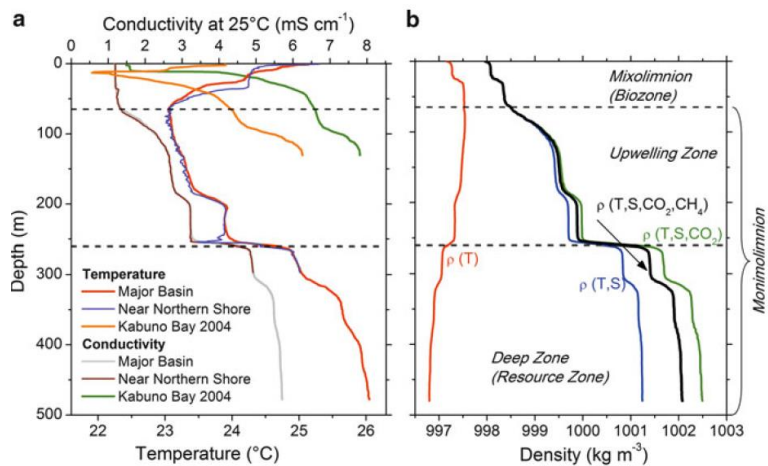 a
Conductivity at 25°C (mS cm⁻¹)
0 1 2 3 4 5 6 7 8
0
100
200
300
400
500
Depth (m)
Temperature
Major Basin
Near Northern Shore
Kabuno Bay 2004
Conductivity
Major Basin
Near Northern Shore
Kabuno Bay 2004
22 23 24 25 26
Temperature (°C)
b
Mixolimnion
(Biozone)
Upwelling Zone
ρ (T,S,CO₂,CH₄)
ρ (T,S,CO₂)
ρ (T)
ρ (T,S)
Deep Zone
(Resource Zone)
Monimolimnion
997 998 999 1000 1001 1002 1003
Density (kg m⁻³)